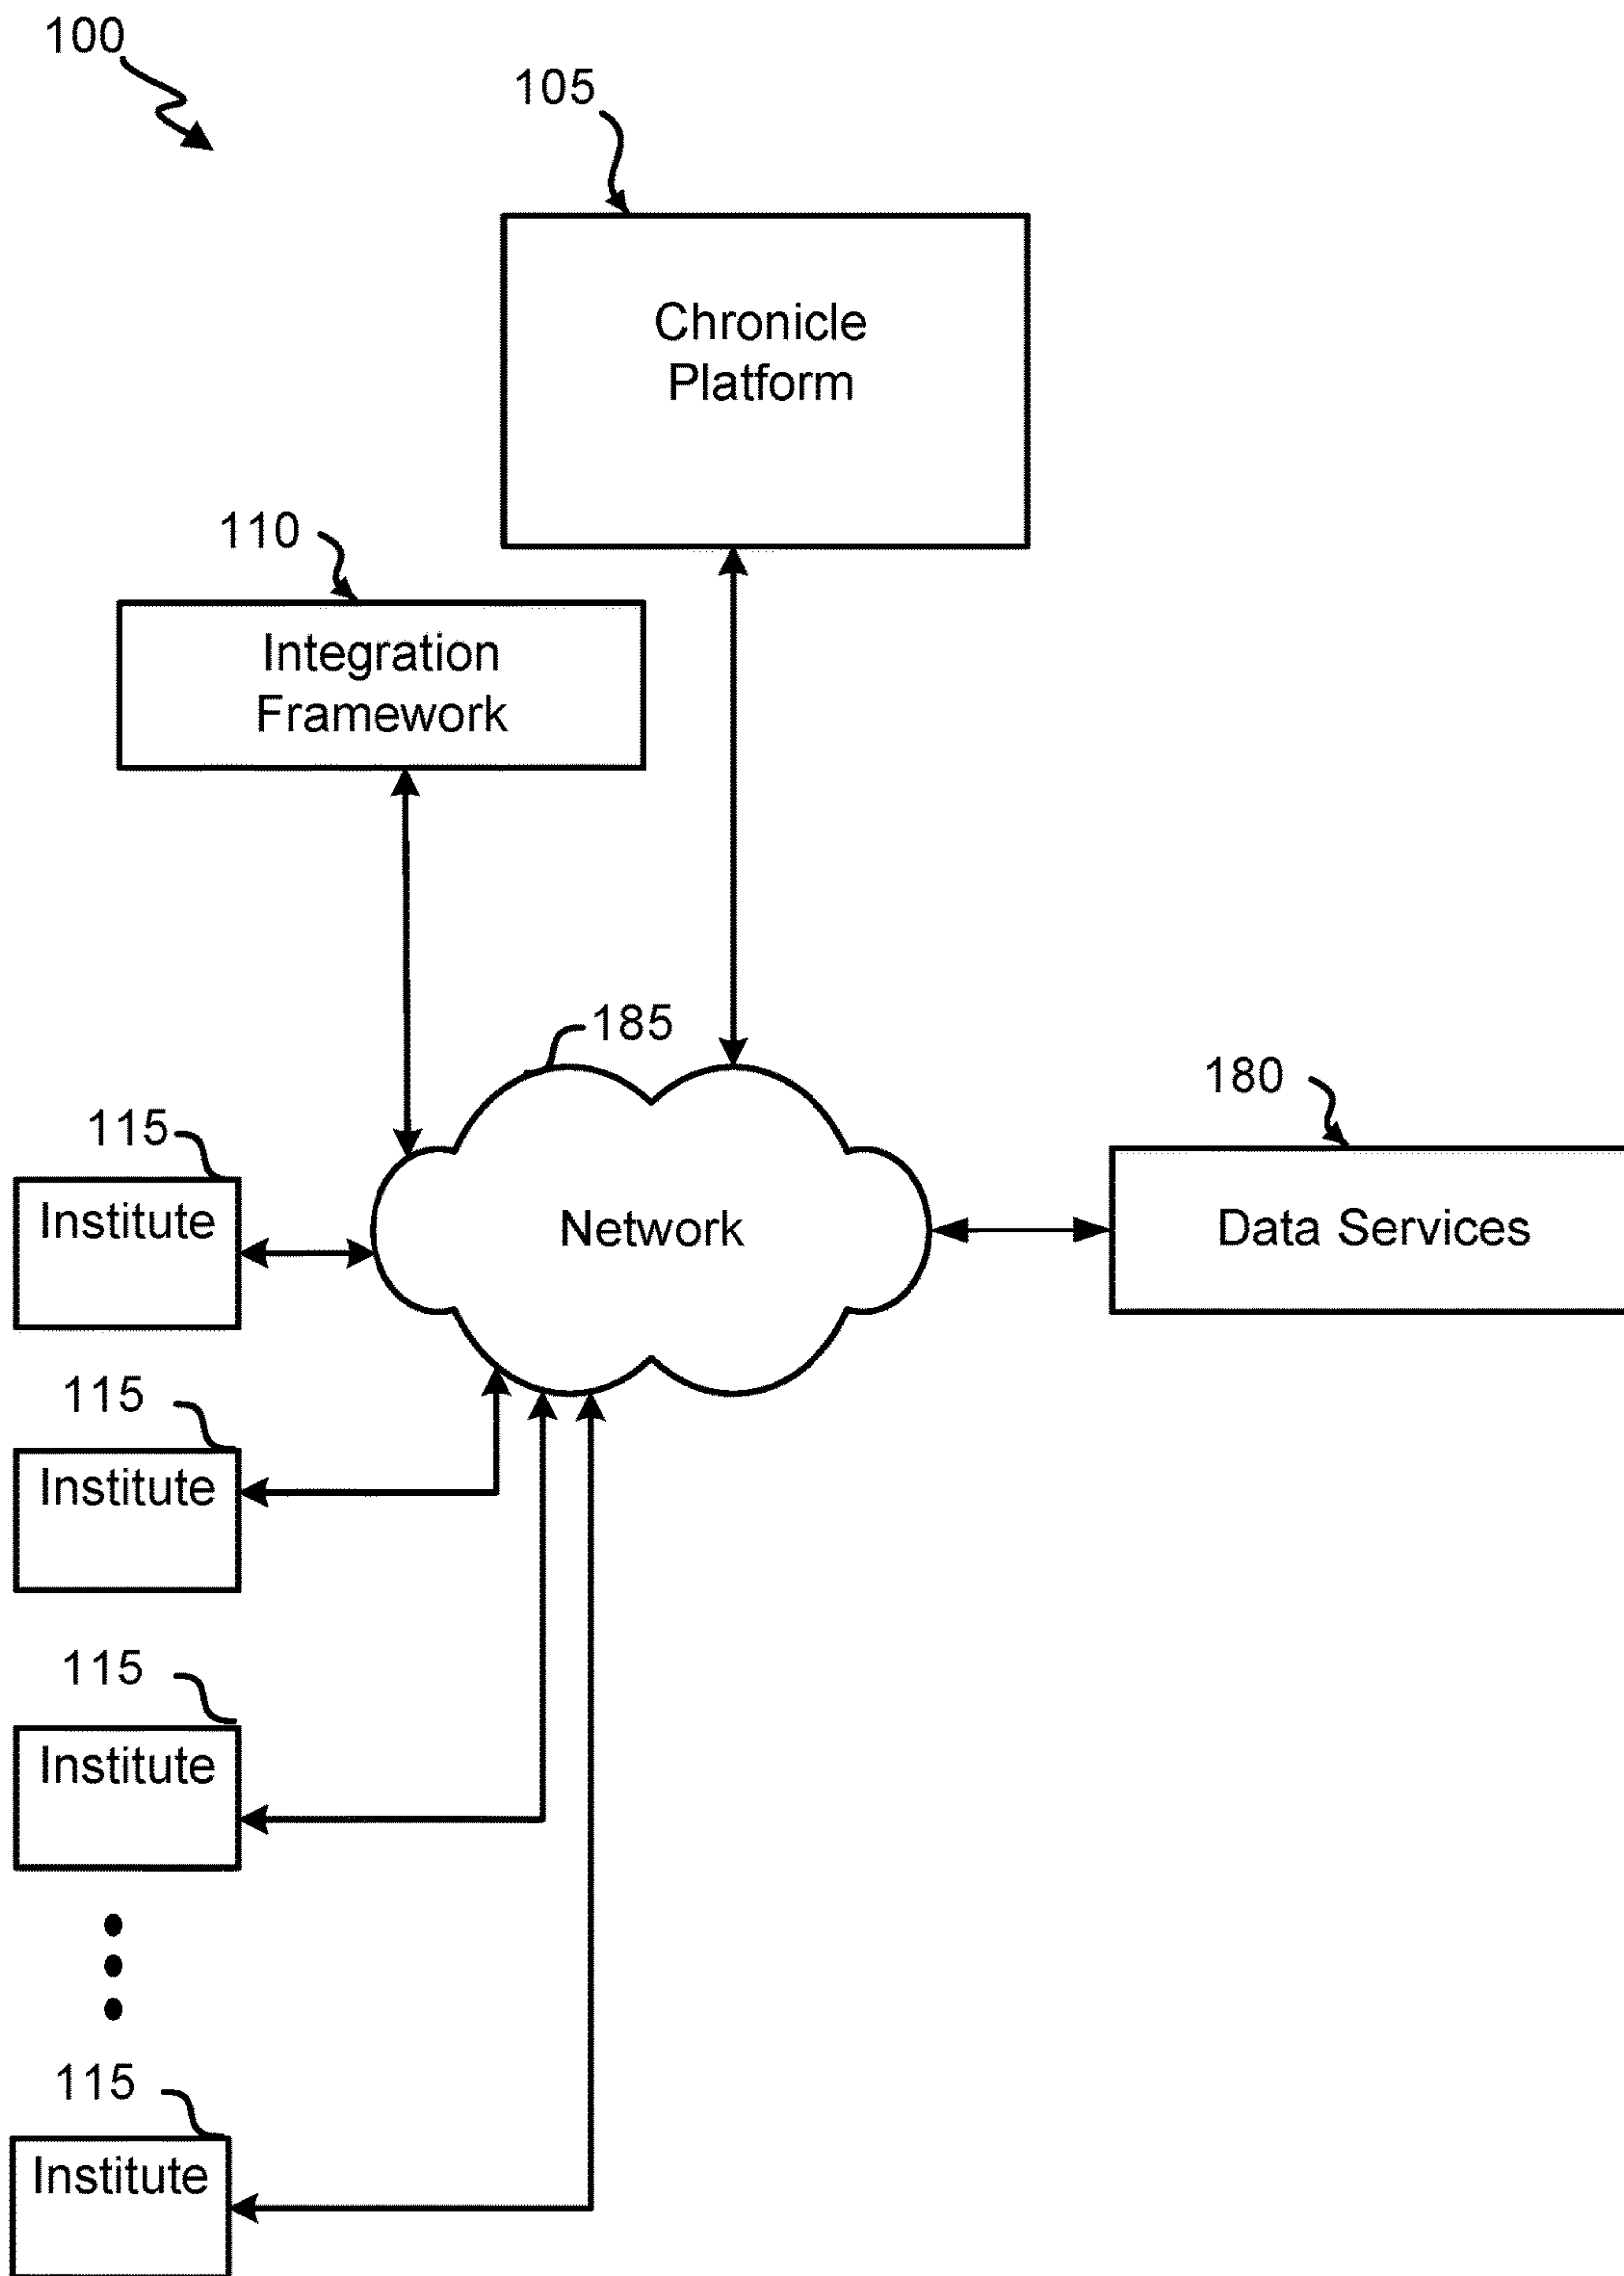 100
105
Chronicle
Platform
110
Integration
Framework
185
180
115
Institute
Network
Data Services
115
Institute
115
Institute
115
Institute